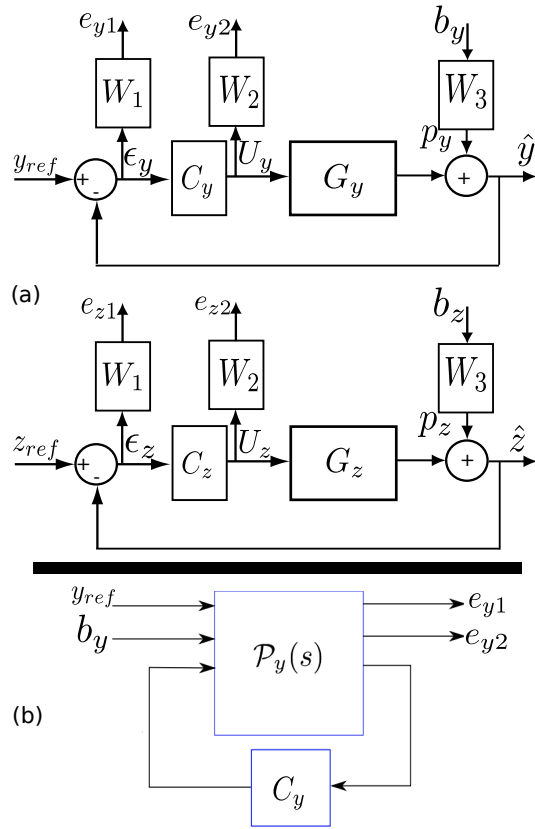 e_{y1} e_{y2} b_y
W_1 W_2 W_3
y_{ref} + - ϵ_y C_y U_y G_y p_y + ŷ
(a)
e_{z1} e_{z2} b_z
W_1 W_2 W_3
z_{ref} + - ϵ_z C_z U_z G_z p_z + ẑ
y_{ref} e_{y1}
b_y e_{y2}
𝒫_y(s)
(b)
C_y